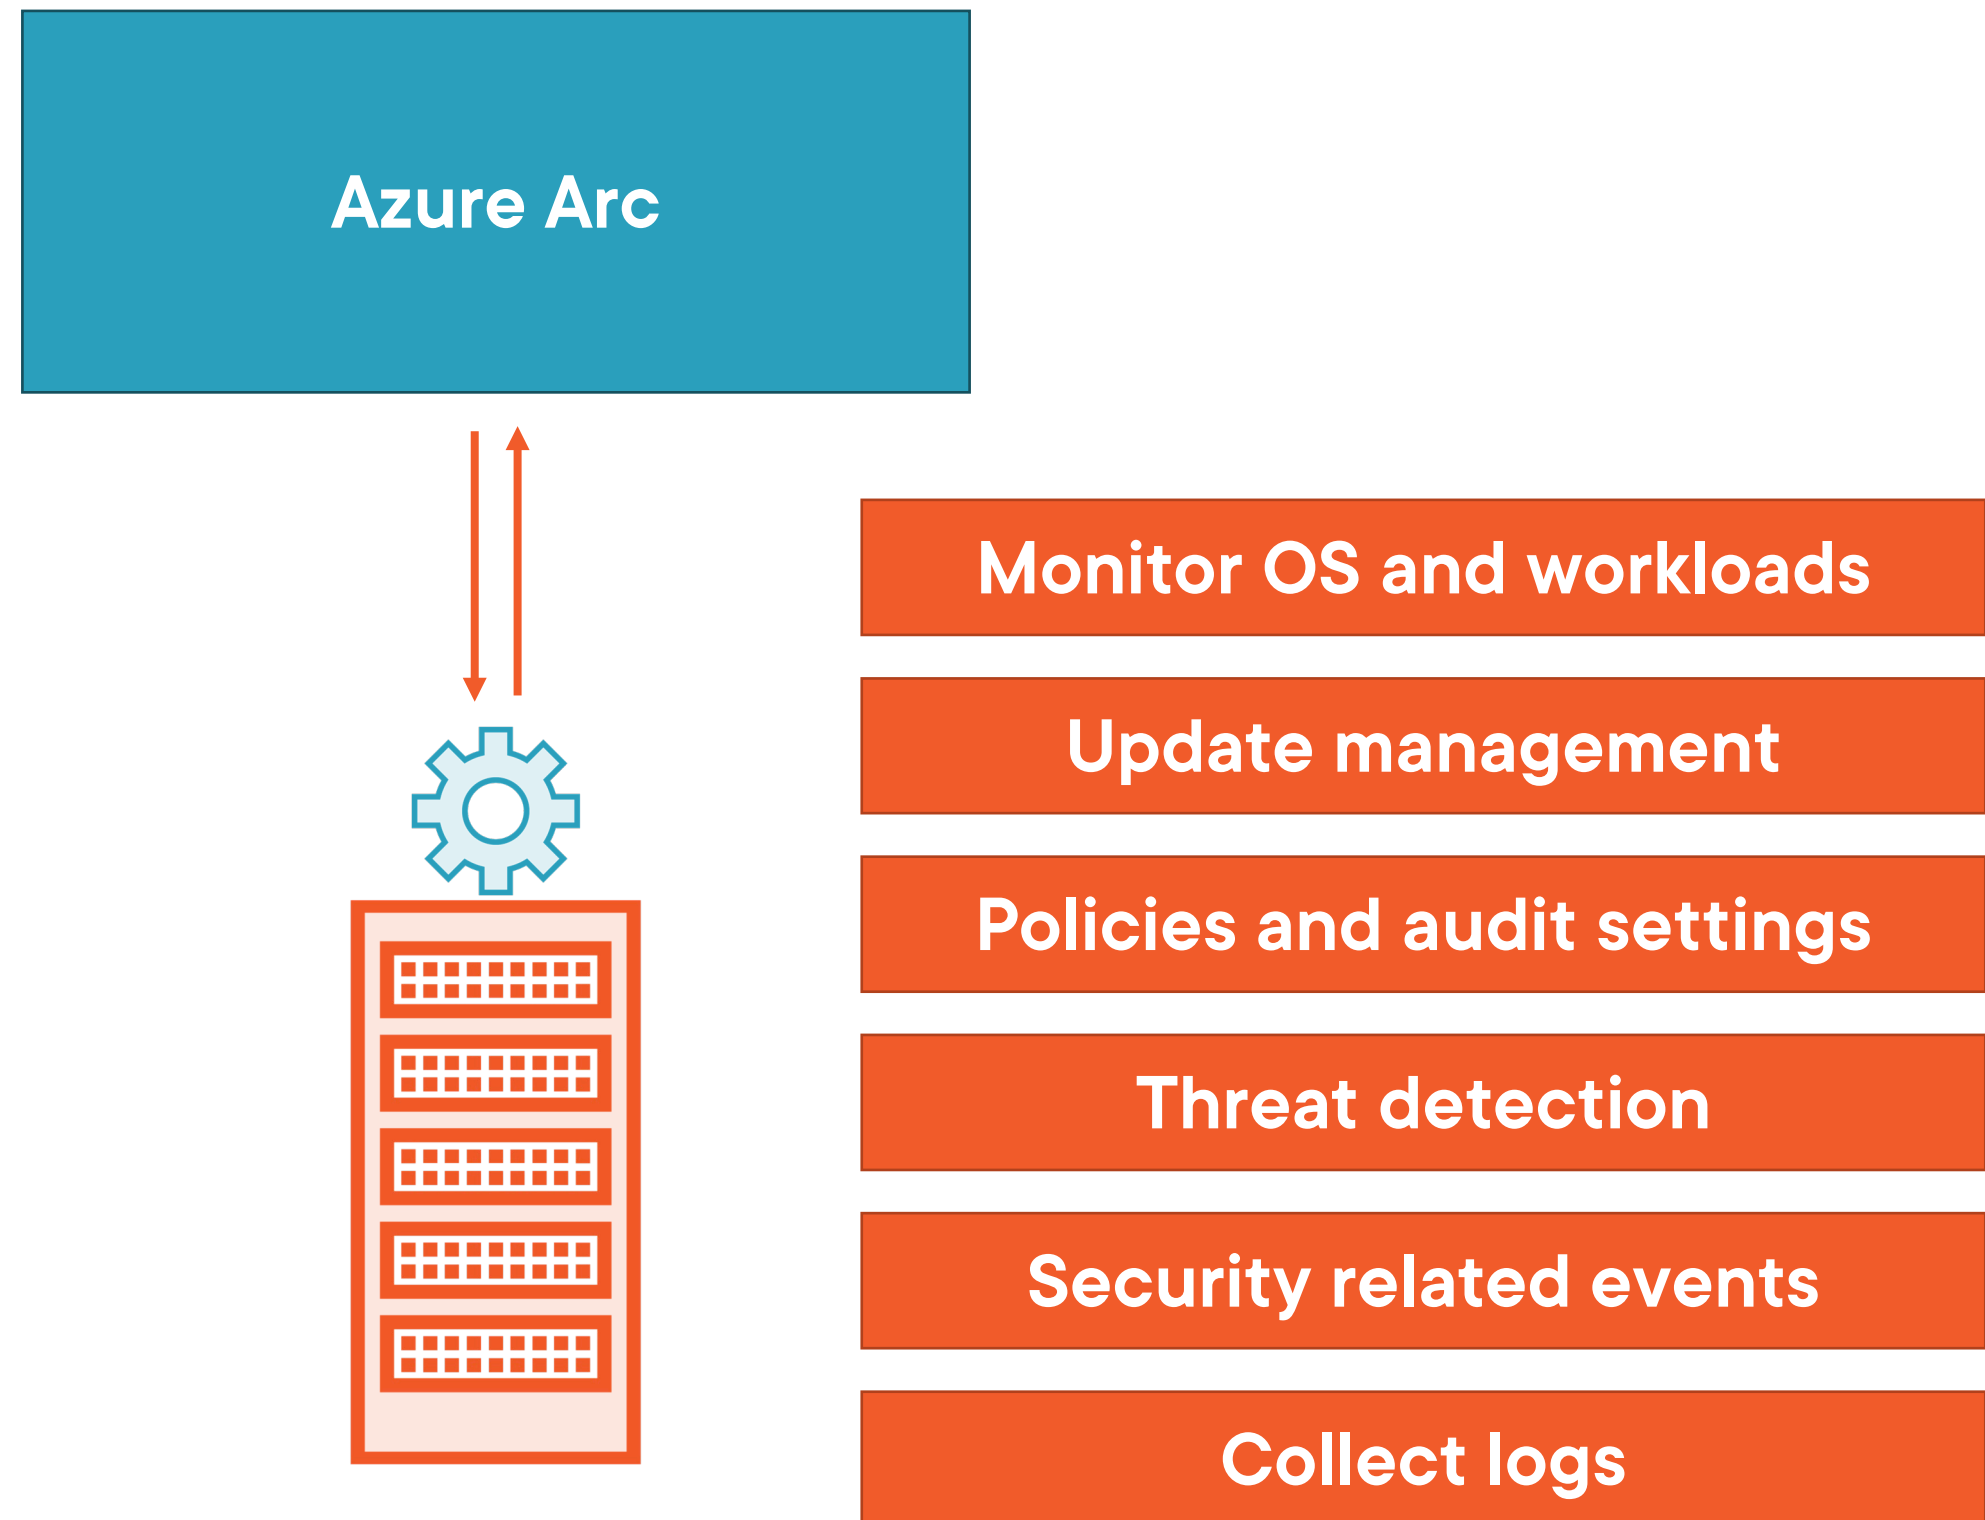 Azure Arc
Monitor OS and workloads
Update management
Policies and audit settings
Threat detection
Security related events
Collect logs